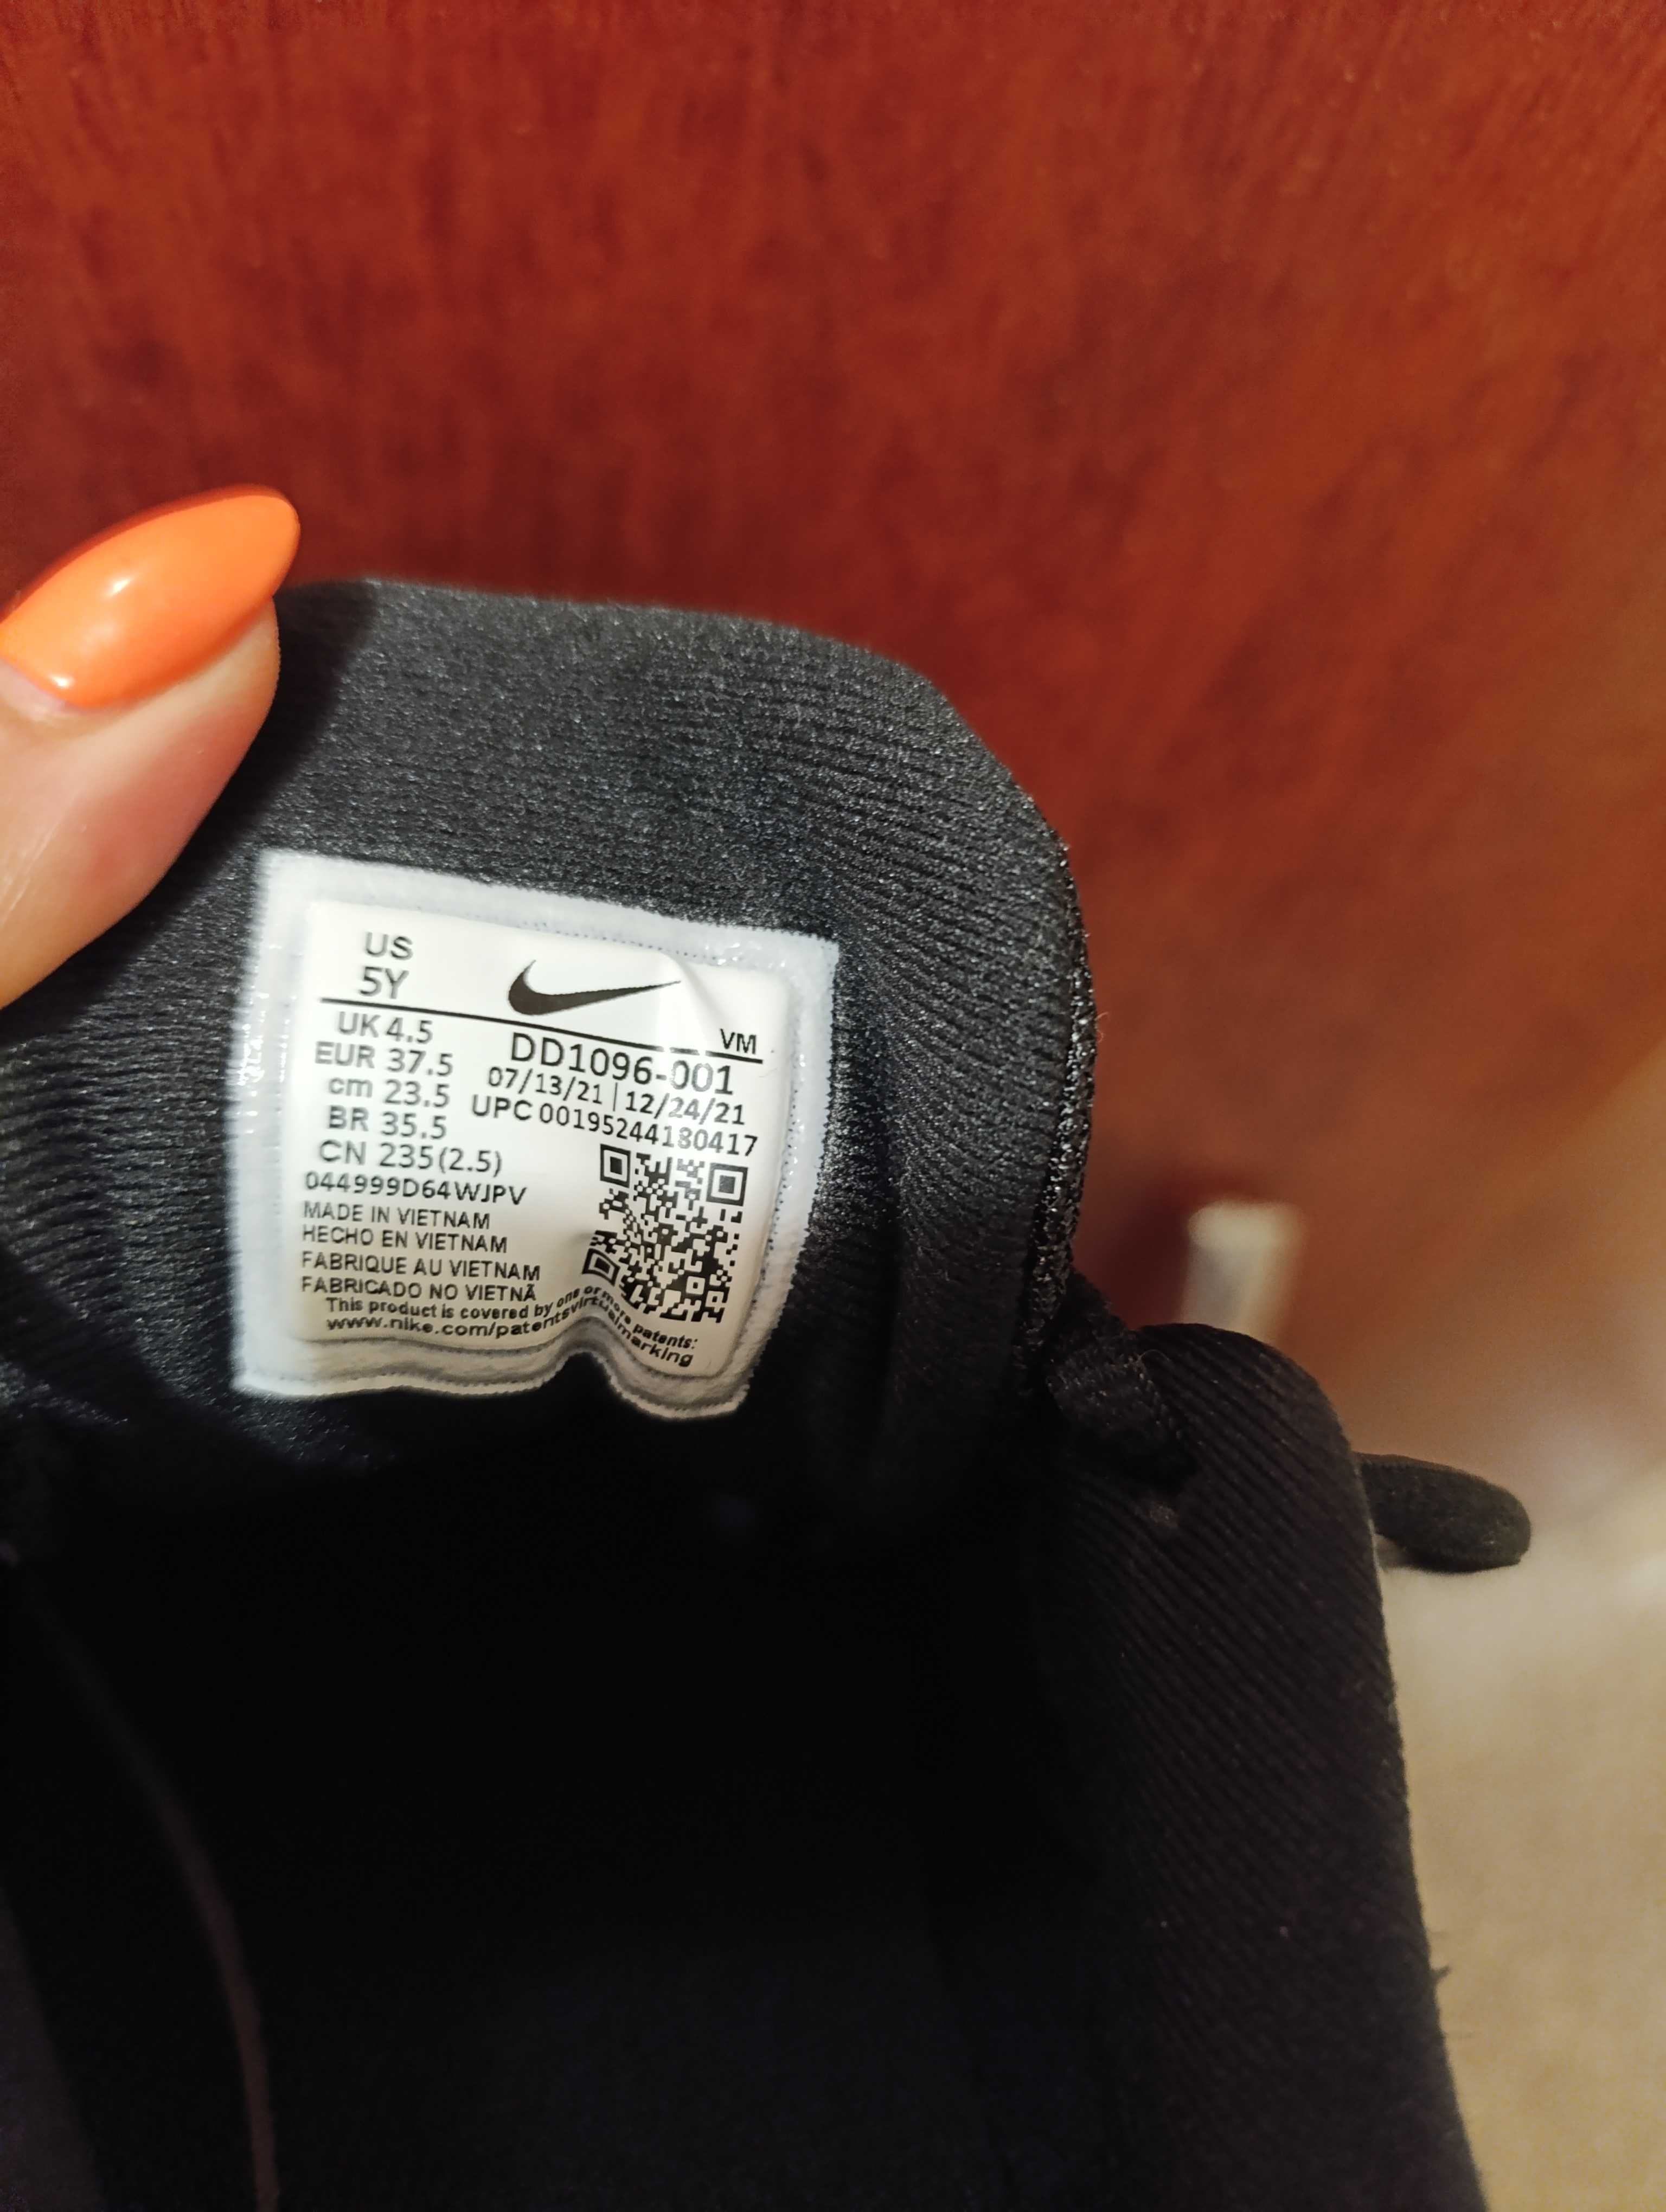 US
5Y
VM
UK 4.5
EUR 37.5
cm 23.5
BR 35.5
CN 235(2.5)
DD1096-001
07/13/21 | 12/24/21
UPC 00195244180417
044999D64WJPV
MADE IN VIETNAM
HECHO EN VIETNAM
FABRIQUE AU VIETNAM
FABRICADO NO VIETNÃ
This product is covered by one or more patents:
www.nike.com/patentsvirtualmarking